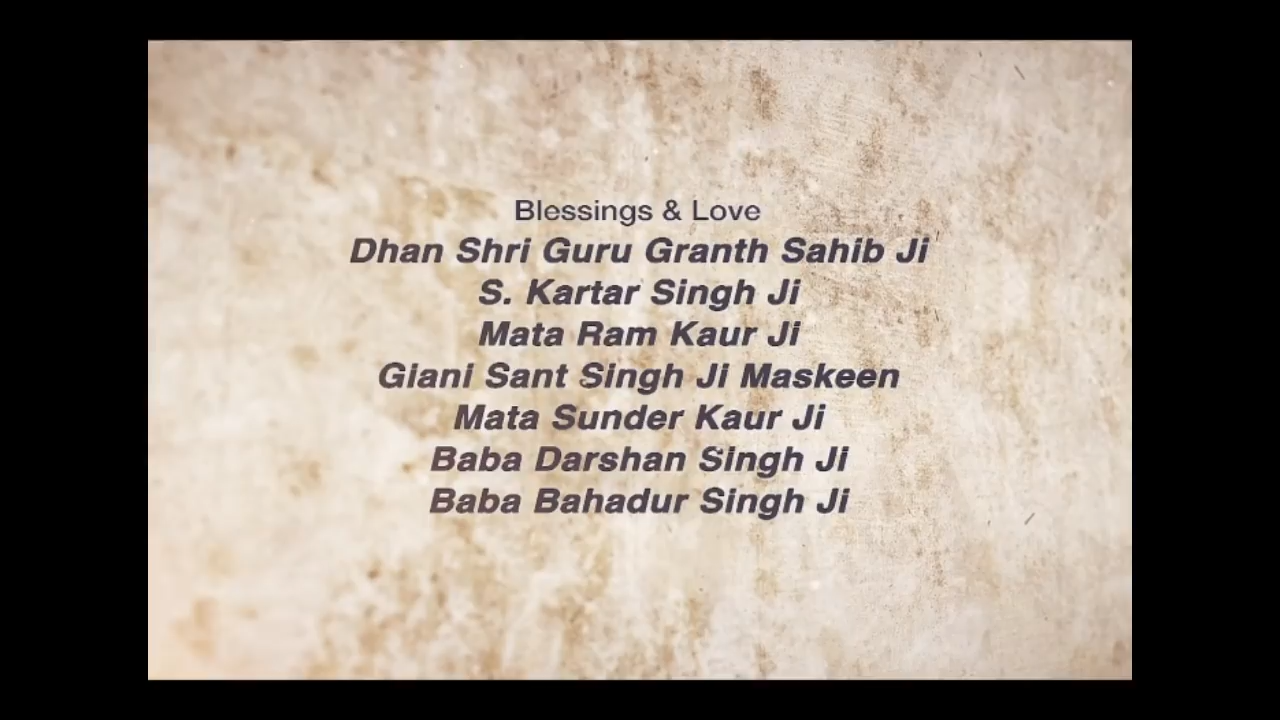 Blessings & Love
Dhan Shri Guru Granth Sahib Ji
S. Kartar Singh Ji
Mata Ram Kaur Ji
Giani Sant Singh Ji Maskeen
Mata Sunder Kaur Ji
Baba Darshan Singh Ji
Baba Bahadur Singh Ji